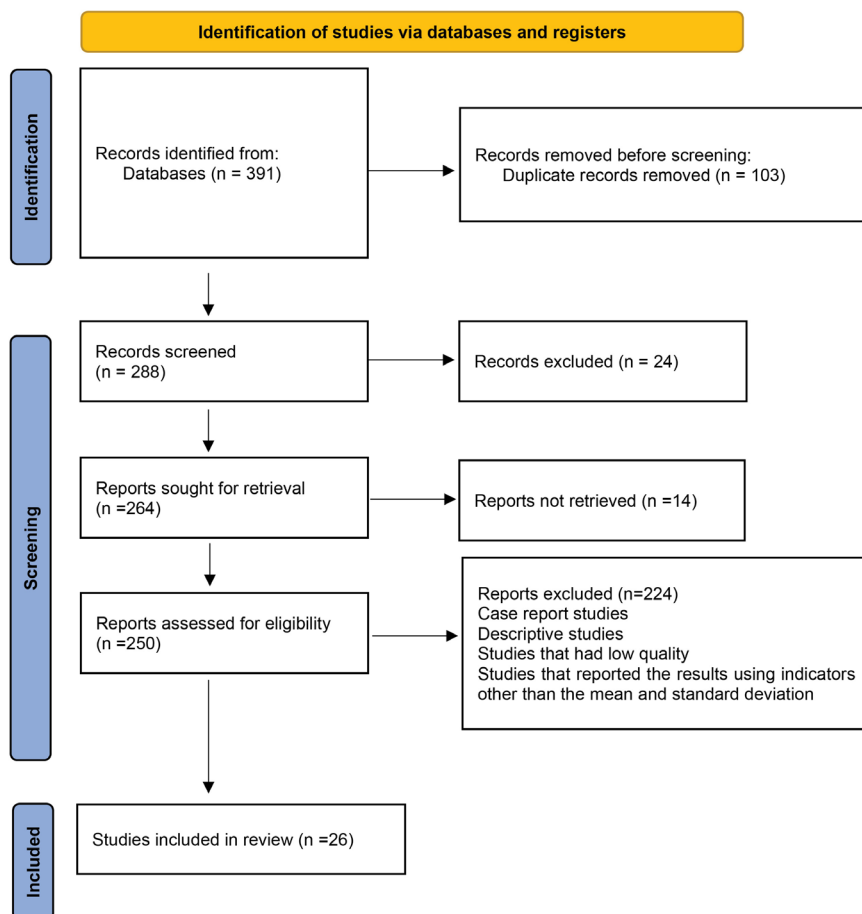 Identification of studies via databases and registers
Identification
Records identified from:
Databases (n = 391)
Records removed before screening:
Duplicate records removed (n = 103)
Screening
Records screened
(n = 288)
Records excluded (n = 24)
Reports sought for retrieval
(n =264)
Reports not retrieved (n =14)
Reports assessed for eligibility
(n =250)
Reports excluded (n=224)
Case report studies
Descriptive studies
Studies that had low quality
Studies that reported the results using indicators
other than the mean and standard deviation
Included
Studies included in review (n =26)